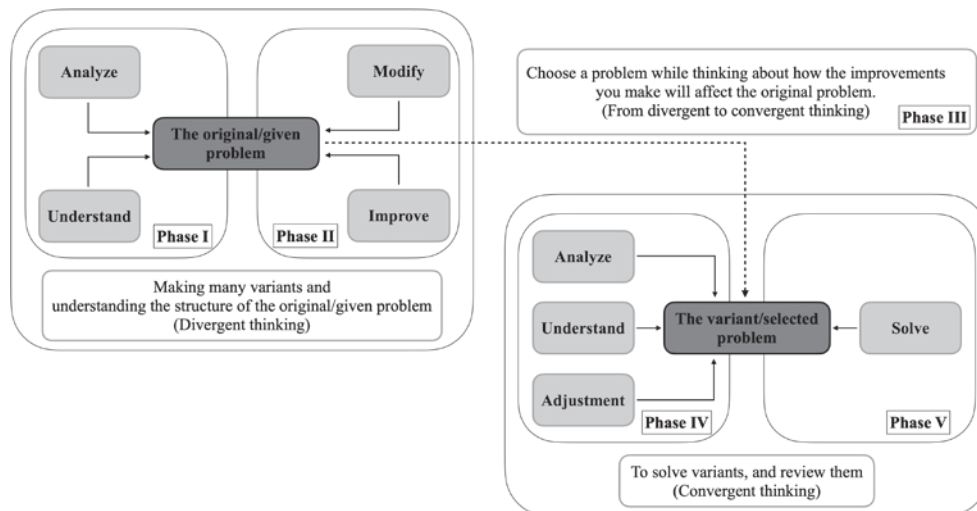 Analyze
Modify
The original/given
problem
Understand
Improve
Phase I
Phase II
Making many variants and
understanding the structure of the original/given problem
(Divergent thinking)
Choose a problem while thinking about how the improvements
you make will affect the original problem.
(From divergent to convergent thinking)
Phase III
Analyze
Understand
The variant/selected
problem
Solve
Adjustment
Phase IV
Phase V
To solve variants, and review them
(Convergent thinking)